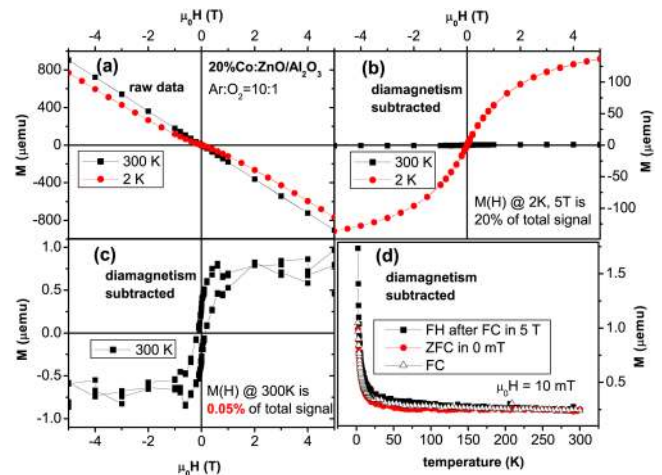 μ₀H (T)
μ₀H (T)
-4 -2 0 2 4
-4 -2 0 2 4
(a)
raw data
20%Co:ZnO/Al₂O₃
Ar:O₂=10:1
300 K
2 K
M (μemu)
800
400
0
-400
-800
(b)
diamagnetism
subtracted
300 K
2 K
M(H) @ 2K, 5T is
20% of total signal
100
50
0
-50
-100
M (μemu)
(c)
diamagnetism
subtracted
300 K
M(H) @ 300K is
0.05% of total signal
M (μemu)
1.0
0.5
0.0
-0.5
-1.0
-4 -2 0 2 4
μ₀H (T)
(d)
diamagnetism
subtracted
FH after FC in 5 T
ZFC in 0 mT
FC
μ₀H = 10 mT
1.5
1.0
0.5
M (μemu)
0 50 100 150 200 250 300
temperature (K)